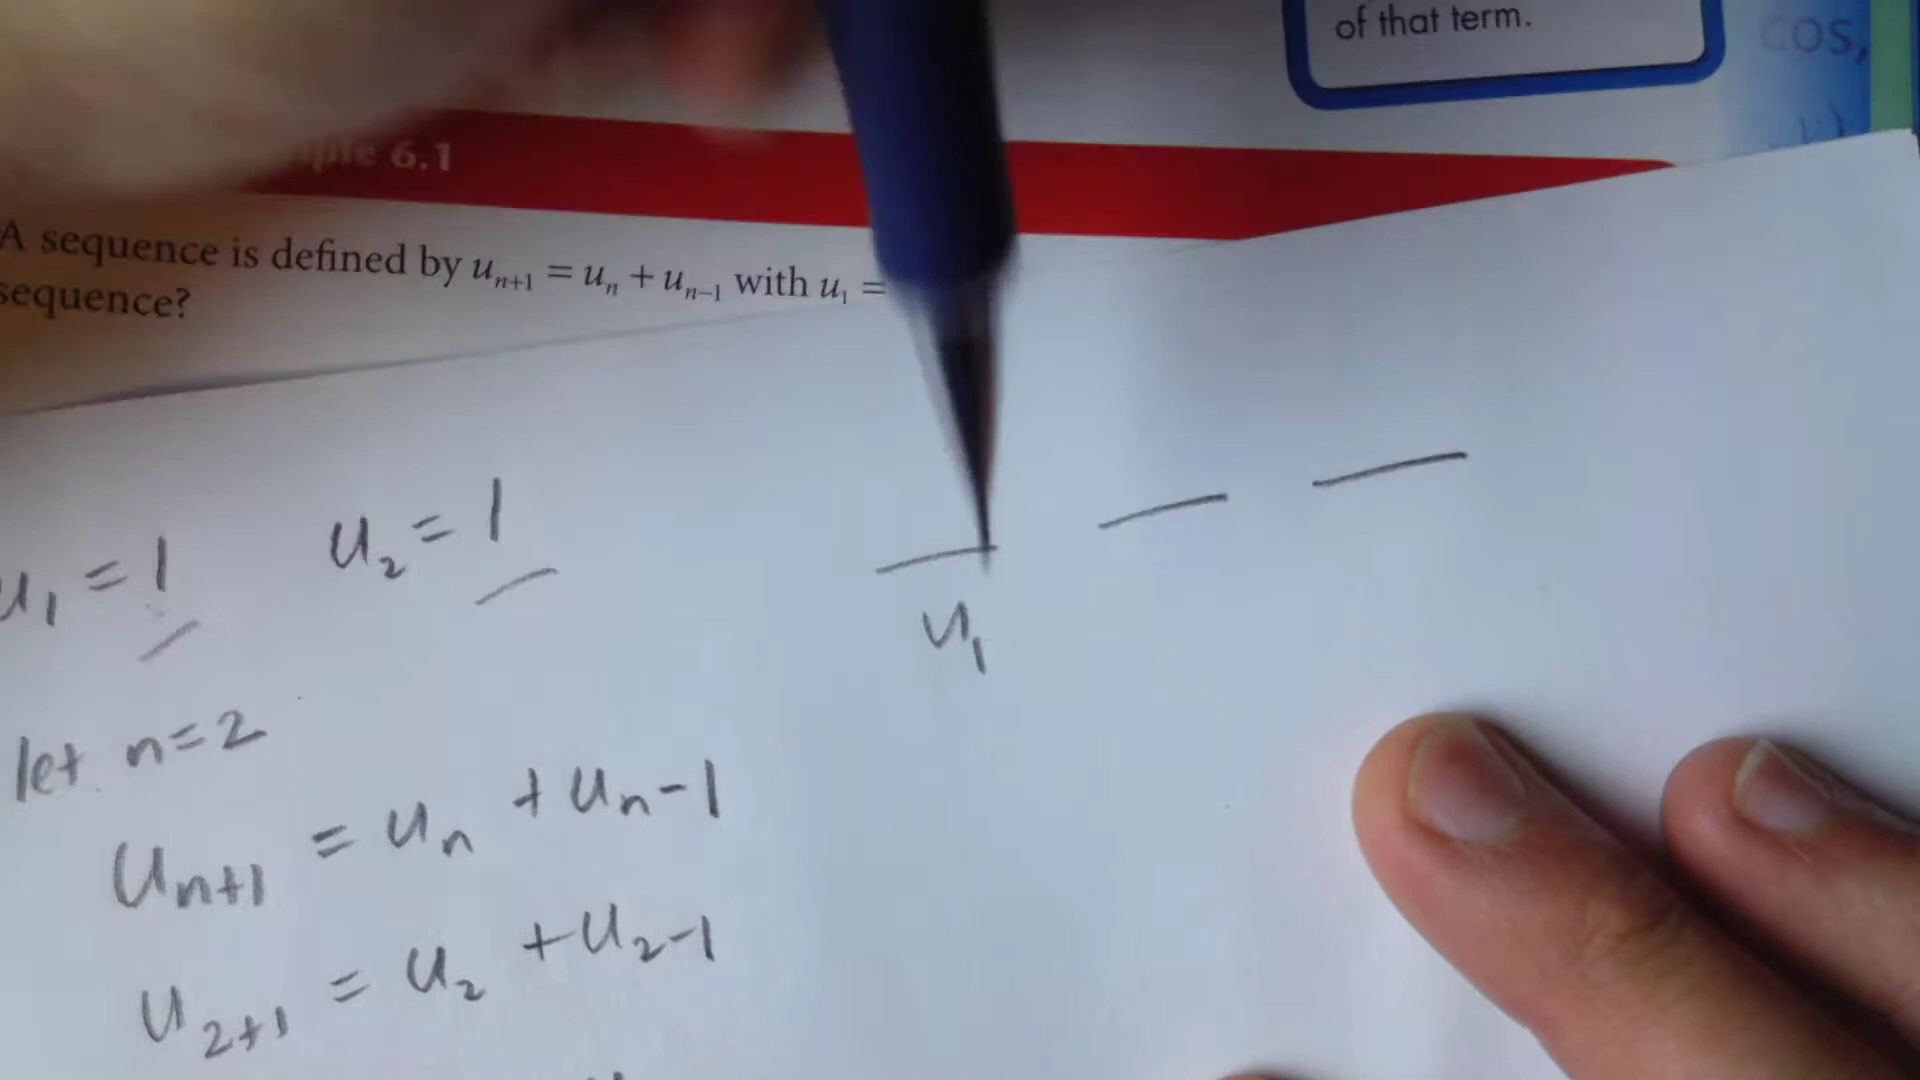 of that term.
cos,
6.1
A sequence is defined by uₙ₊₁ = uₙ + uₙ₋₁ with u₁ =
sequence?
u₁ = 1 u₂ = 1
u₁
let n=2
uₙ₊₁ = uₙ + uₙ-1
u₂₊₁ = u₂ + u₂-1